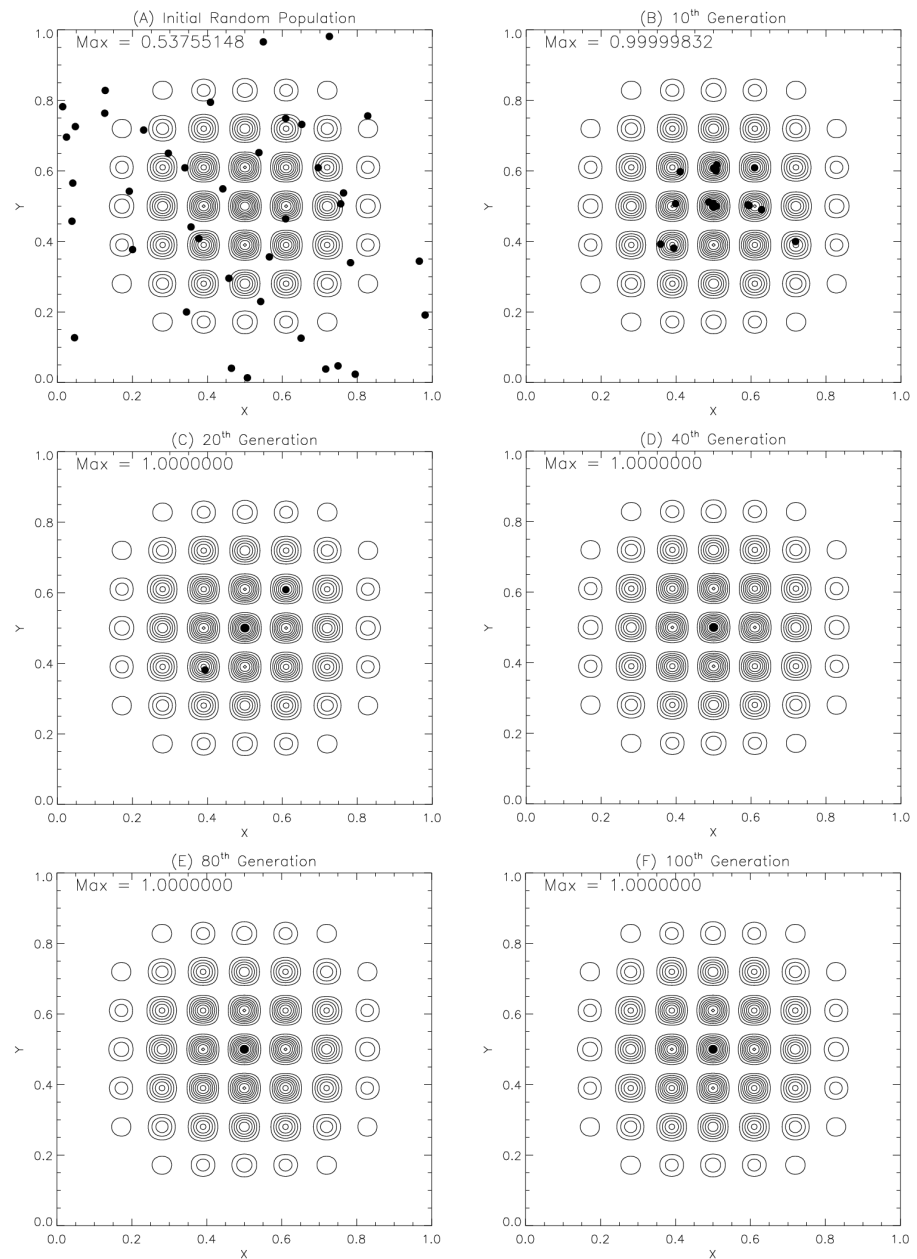 (A) Initial Random Population
Max = 0.53755148
1.0
0.8
0.6
0.4
0.2
0.0
Y
0.0 0.2 0.4 0.6 0.8 1.0
X
(B) 10th Generation
Max = 0.99999832
1.0
0.8
0.6
0.4
0.2
0.0
Y
0.0 0.2 0.4 0.6 0.8 1.0
X
(C) 20th Generation
Max = 1.0000000
1.0
0.8
0.6
0.4
0.2
0.0
Y
0.0 0.2 0.4 0.6 0.8 1.0
X
(D) 40th Generation
Max = 1.0000000
1.0
0.8
0.6
0.4
0.2
0.0
Y
0.0 0.2 0.4 0.6 0.8 1.0
X
(E) 80th Generation
Max = 1.0000000
1.0
0.8
0.6
0.4
0.2
0.0
Y
0.0 0.2 0.4 0.6 0.8 1.0
X
(F) 100th Generation
Max = 1.0000000
1.0
0.8
0.6
0.4
0.2
0.0
Y
0.0 0.2 0.4 0.6 0.8 1.0
X